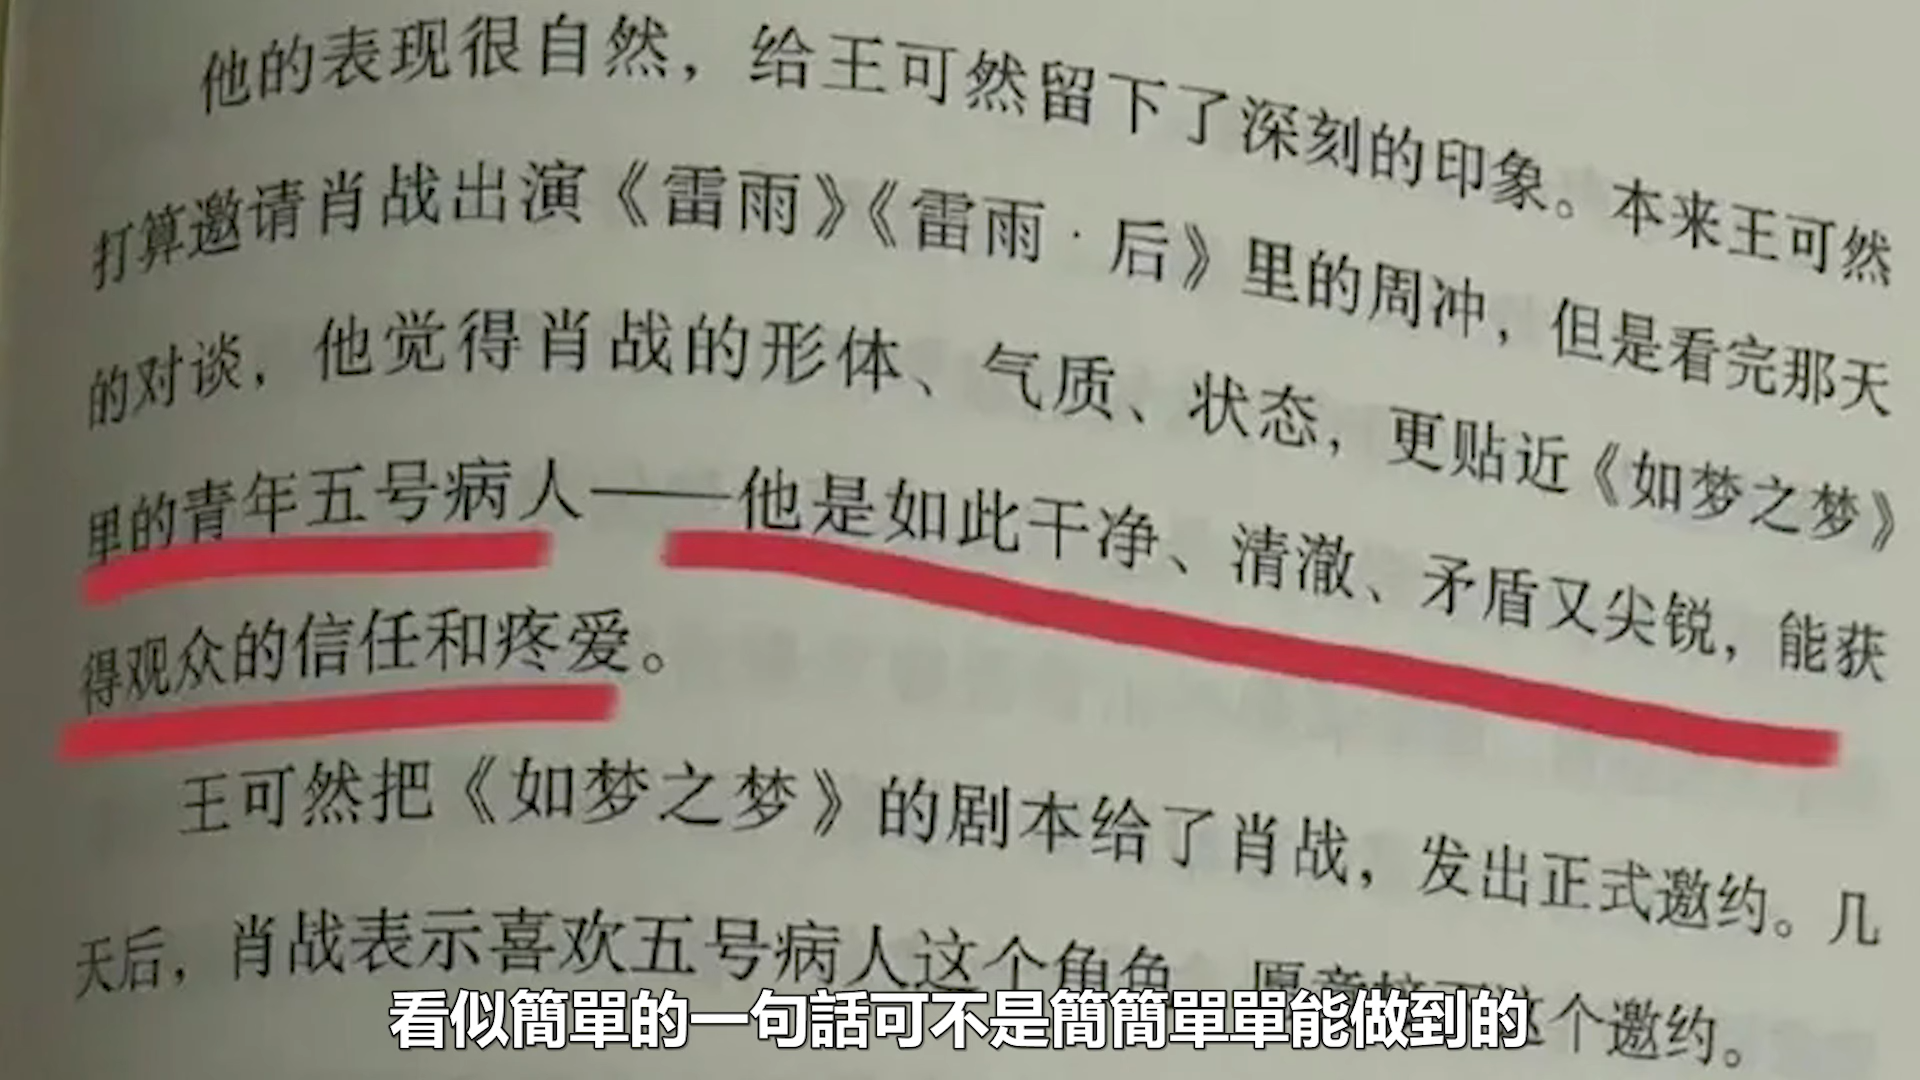 他的表现很自然，给王可然留下了深刻的印象。本来王可然
打算邀请肖战出演《雷雨》《雷雨·后》里的周冲，但是看完那天
的对谈，他觉得肖战的形体、气质、状态，更贴近《如梦之梦》
里的青年五号病人——他是如此干净、清澈、矛盾又尖锐，能获
得观众的信任和疼爱。
王可然把《如梦之梦》的剧本给了肖战，发出正式邀约。几
天后，肖战表示喜欢五号病人这个角色，愿意接下这个邀约。
看似簡單的一句話可不是簡簡單單能做到的